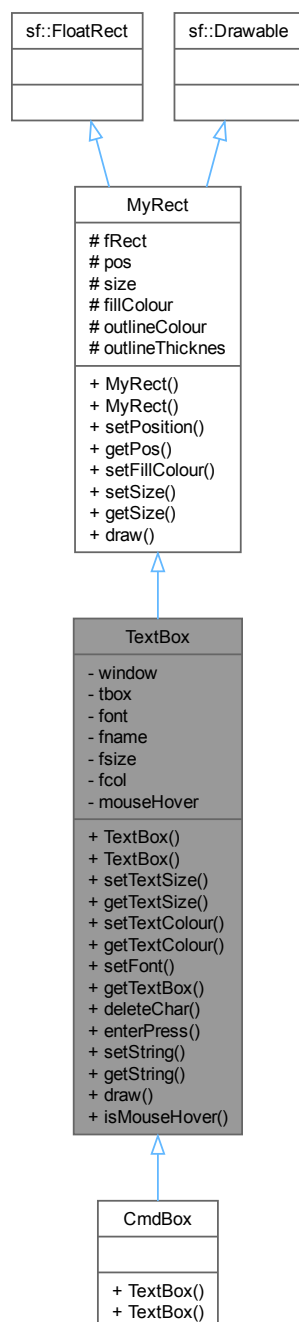 sf::FloatRect
sf::Drawable
MyRect
# fRect
# pos
# size
# fillColour
# outlineColour
# outlineThicknes
+ MyRect()
+ MyRect()
+ setPosition()
+ getPos()
+ setFillColour()
+ setSize()
+ getSize()
+ draw()
TextBox
- window
- tbox
- font
- fname
- fsize
- fcol
- mouseHover
+ TextBox()
+ TextBox()
+ setTextSize()
+ getTextSize()
+ setTextColour()
+ getTextColour()
+ setFont()
+ getTextBox()
+ deleteChar()
+ enterPress()
+ setString()
+ getString()
+ draw()
+ isMouseHover()
CmdBox
+ TextBox()
+ TextBox()